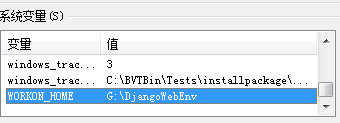 系统变量(S)
变量 值
windows_trac... 3
windows_trac... C:\BVTBin\Tests\installpackage\...
WORKON_HOME G:\DjangoWebEnv